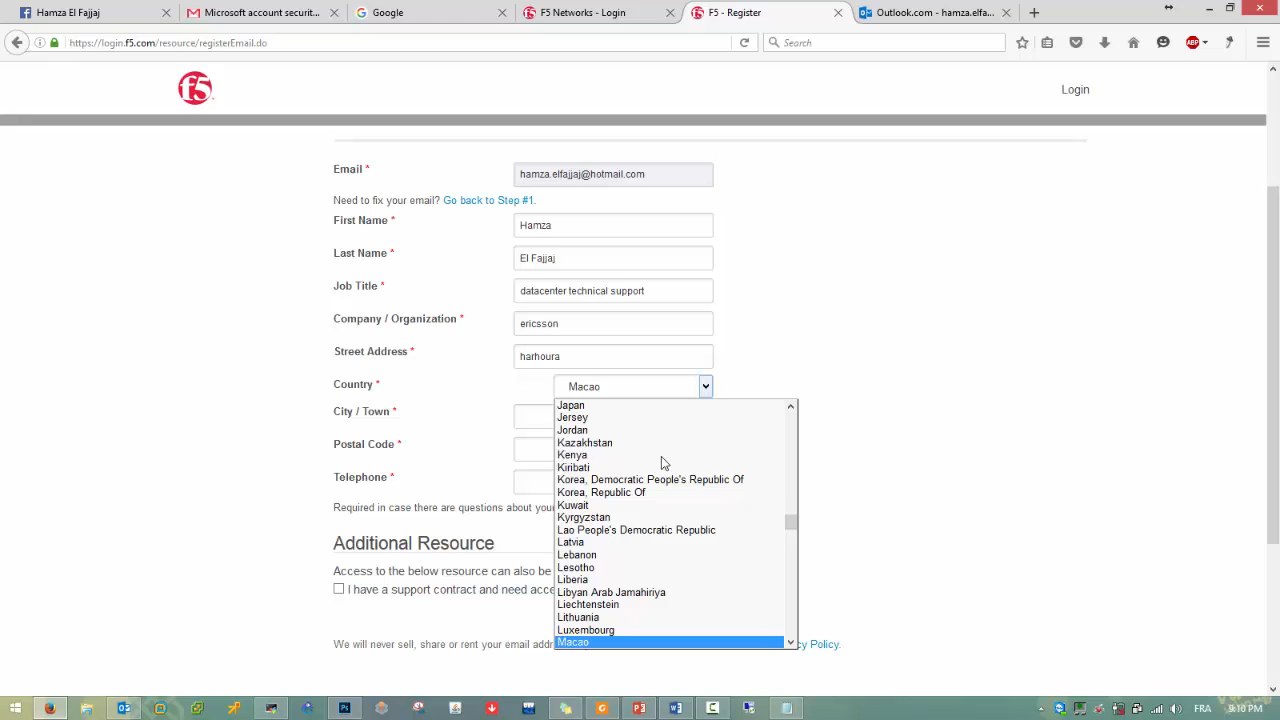 Hamza El Fajjaj
Microsoft account securit...
Google
F5 Networks - Login
F5 - Register
Outlook.com - hamza.elfa...
https://login.f5.com/resource/registerEmail.do
Search
ABP
f5
Login
Email *
hamza.elfajjaj@hotmail.com
Need to fix your email? Go back to Step #1.
First Name *
Hamza
Last Name *
El Fajjaj
Job Title *
datacenter technical support
Company / Organization *
ericsson
Street Address *
harhoura
Country *
Macao
City / Town *
Postal Code *
Telephone *
Japan
Jersey
Jordan
Kazakhstan
Kenya
Kiribati
Korea, Democratic People's Republic Of
Korea, Republic Of
Kuwait
Kyrgyzstan
Lao People's Democratic Republic
Latvia
Lebanon
Lesotho
Liberia
Libyan Arab Jamahiriya
Liechtenstein
Lithuania
Luxembourg
Macao
Required in case there are questions about your
Additional Resource
Access to the below resource can also be
I have a support contract and need acce
We will never sell, share or rent your email addr
cy Policy.
FRA
9:10 PM